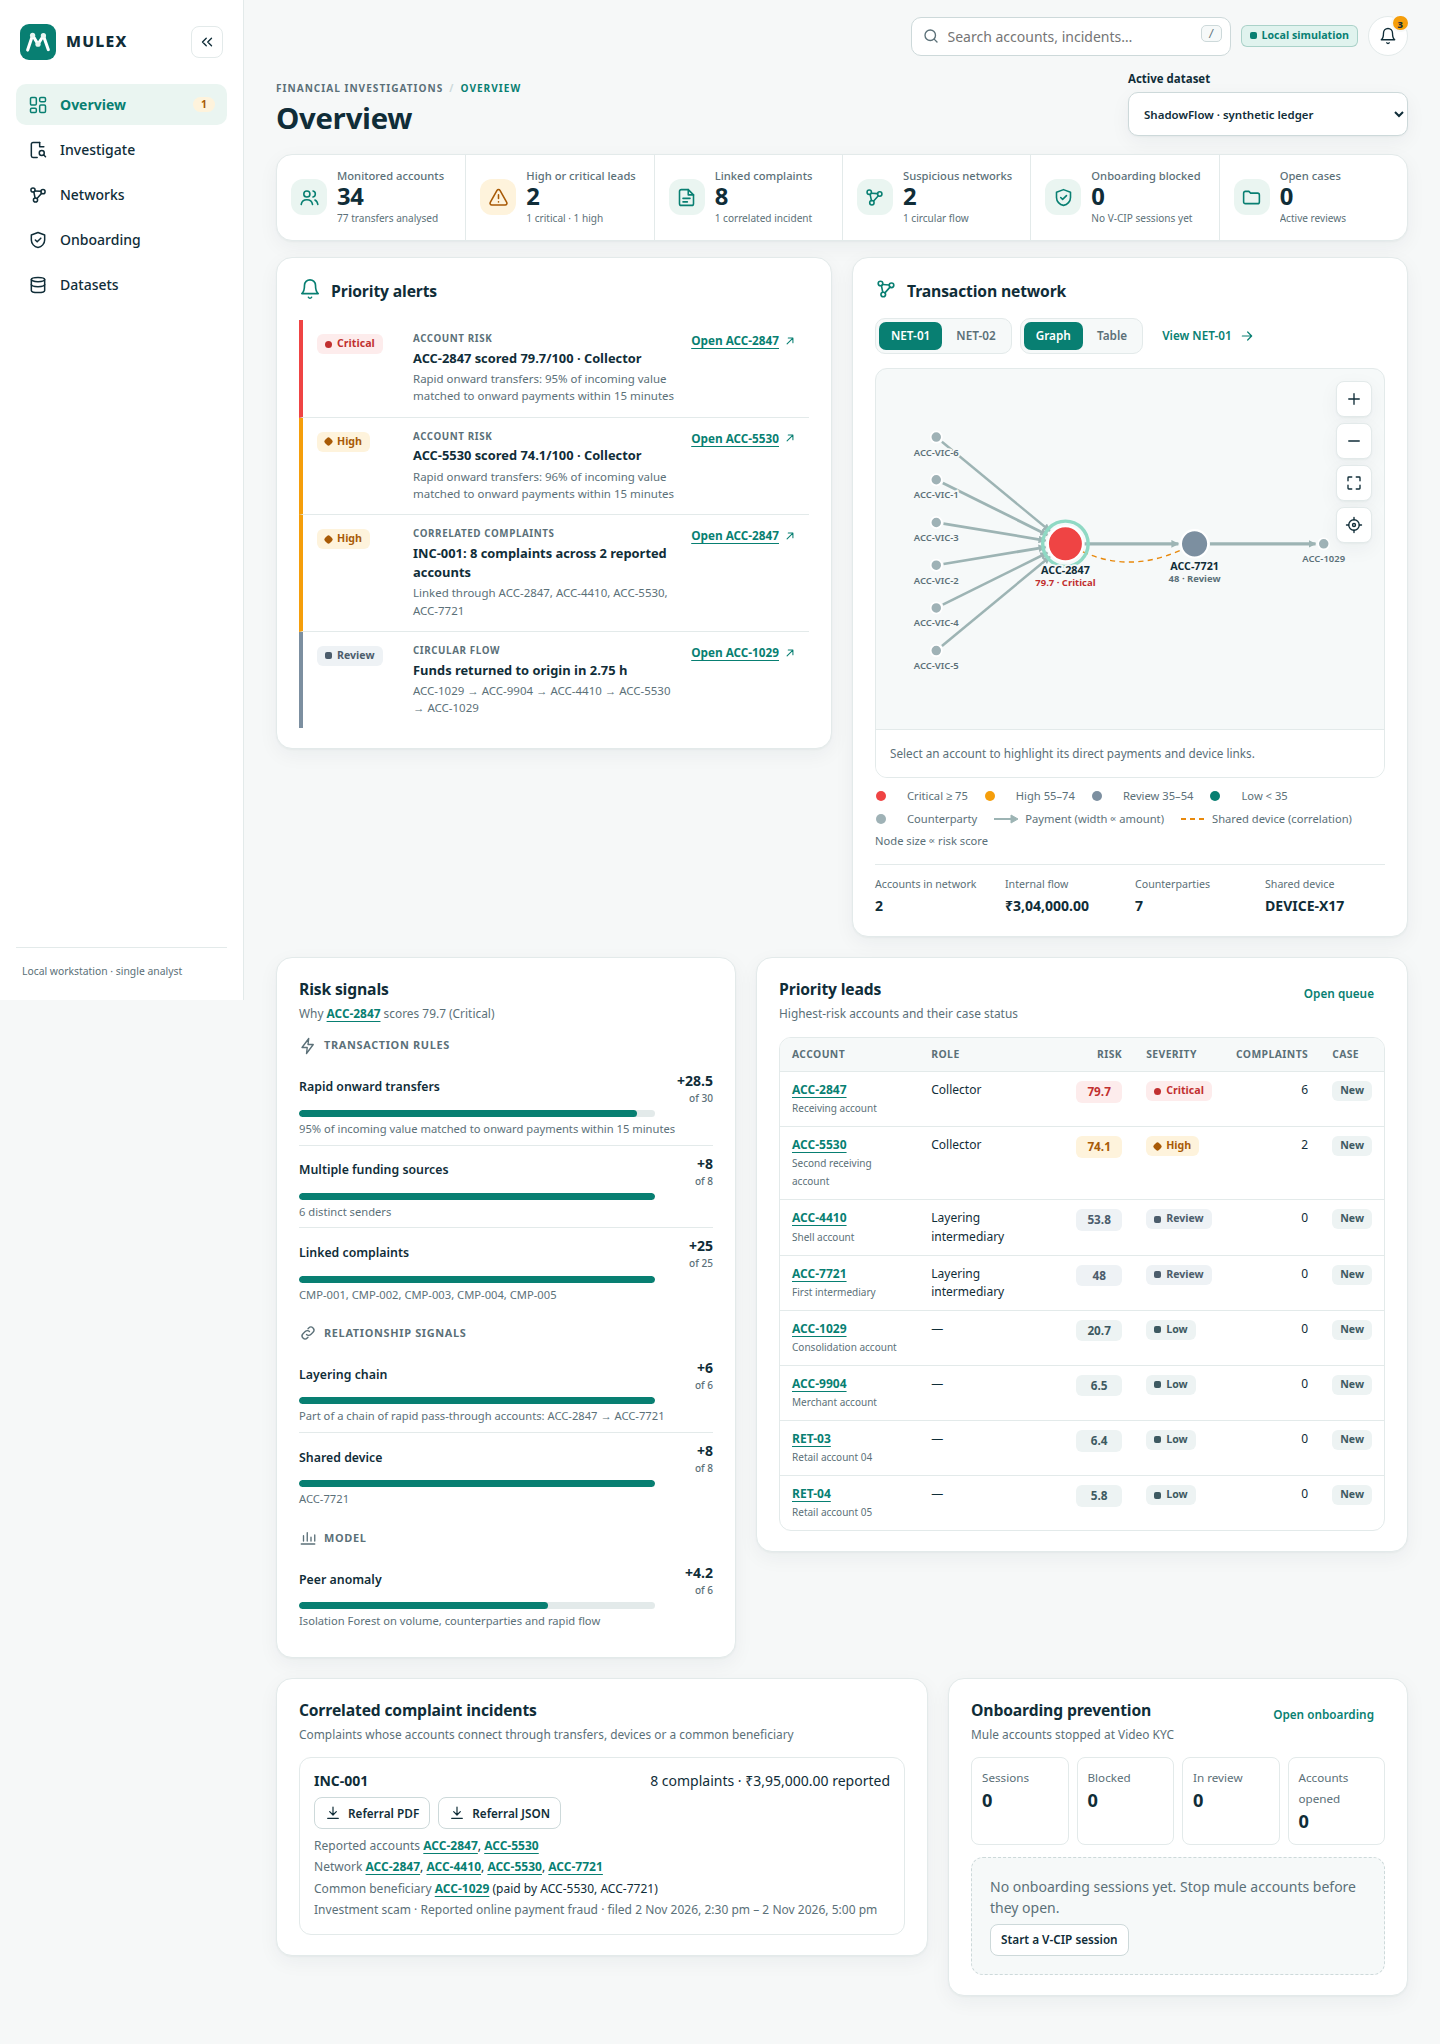 MULEX
Overview
1
Investigate
Networks
Onboarding
Datasets
Local workstation · single analyst
Search accounts, incidents...
/
Local simulation
3
FINANCIAL INVESTIGATIONS / OVERVIEW
Overview
Active dataset
ShadowFlow · synthetic ledger
Monitored accounts
34
77 transfers analysed
High or critical leads
2
1 critical · 1 high
Linked complaints
8
1 correlated incident
Suspicious networks
2
1 circular flow
Onboarding blocked
0
No V-CIP sessions yet
Open cases
0
Active reviews
Priority alerts
Critical
ACCOUNT RISK
ACC-2847 scored 79.7/100 · Collector
Rapid onward transfers: 95% of incoming value
matched to onward payments within 15 minutes
Open ACC-2847
High
ACCOUNT RISK
ACC-5530 scored 74.1/100 · Collector
Rapid onward transfers: 96% of incoming value
matched to onward payments within 15 minutes
Open ACC-5530
High
CORRELATED COMPLAINTS
INC-001: 8 complaints across 2 reported
accounts
Linked through ACC-2847, ACC-4410, ACC-5530,
ACC-7721
Open ACC-2847
Review
CIRCULAR FLOW
Funds returned to origin in 2.75 h
ACC-1029 → ACC-9904 → ACC-4410 → ACC-5530
→ ACC-1029
Open ACC-1029
Transaction network
NET-01 NET-02 Graph Table View NET-01 →
ACC-VIC-6
ACC-VIC-1
ACC-VIC-3
ACC-VIC-2
ACC-VIC-4
ACC-VIC-5
ACC-2847
79.7 · Critical
ACC-7721
48 · Review
ACC-1029
Select an account to highlight its direct payments and device links.
Critical ≥ 75 High 55–74 Review 35–54 Low < 35
Counterparty Payment (width ∝ amount) Shared device (correlation)
Node size ∝ risk score
Accounts in network
2
Internal flow
₹3,04,000.00
Counterparties
7
Shared device
DEVICE-X17
Risk signals
Why ACC-2847 scores 79.7 (Critical)
TRANSACTION RULES
Rapid onward transfers
+28.5
of 30
95% of incoming value matched to onward payments within 15 minutes
Multiple funding sources
+8
of 8
6 distinct senders
Linked complaints
+25
of 25
CMP-001, CMP-002, CMP-003, CMP-004, CMP-005
RELATIONSHIP SIGNALS
Layering chain
+6
of 6
Part of a chain of rapid pass-through accounts: ACC-2847 → ACC-7721
Shared device
+8
of 8
ACC-7721
MODEL
Peer anomaly
+4.2
of 6
Isolation Forest on volume, counterparties and rapid flow
Priority leads
Highest-risk accounts and their case status
Open queue
ACCOUNT ROLE RISK SEVERITY COMPLAINTS CASE
ACC-2847 Collector 79.7 Critical 6 New
Receiving account
ACC-5530 Collector 74.1 High 2 New
Second receiving
account
ACC-4410 Layering 53.8 Review 0 New
Shell account intermediary
ACC-7721 Layering 48 Review 0 New
First intermediary intermediary
ACC-1029 — 20.7 Low 0 New
Consolidation account
ACC-9904 — 6.5 Low 0 New
Merchant account
RET-03 — 6.4 Low 0 New
Retail account 04
RET-04 — 5.8 Low 0 New
Retail account 05
Correlated complaint incidents
Complaints whose accounts connect through transfers, devices or a common beneficiary
INC-001
8 complaints · ₹3,95,000.00 reported
Referral PDF Referral JSON
Reported accounts ACC-2847, ACC-5530
Network ACC-2847, ACC-4410, ACC-5530, ACC-7721
Common beneficiary ACC-1029 (paid by ACC-5530, ACC-7721)
Investment scam · Reported online payment fraud · filed 2 Nov 2026, 2:30 pm – 2 Nov 2026, 5:00 pm
Onboarding prevention
Mule accounts stopped at Video KYC
Open onboarding
Sessions
0
Blocked
0
In review
0
Accounts
opened
0
No onboarding sessions yet. Stop mule accounts before
they open.
Start a V-CIP session